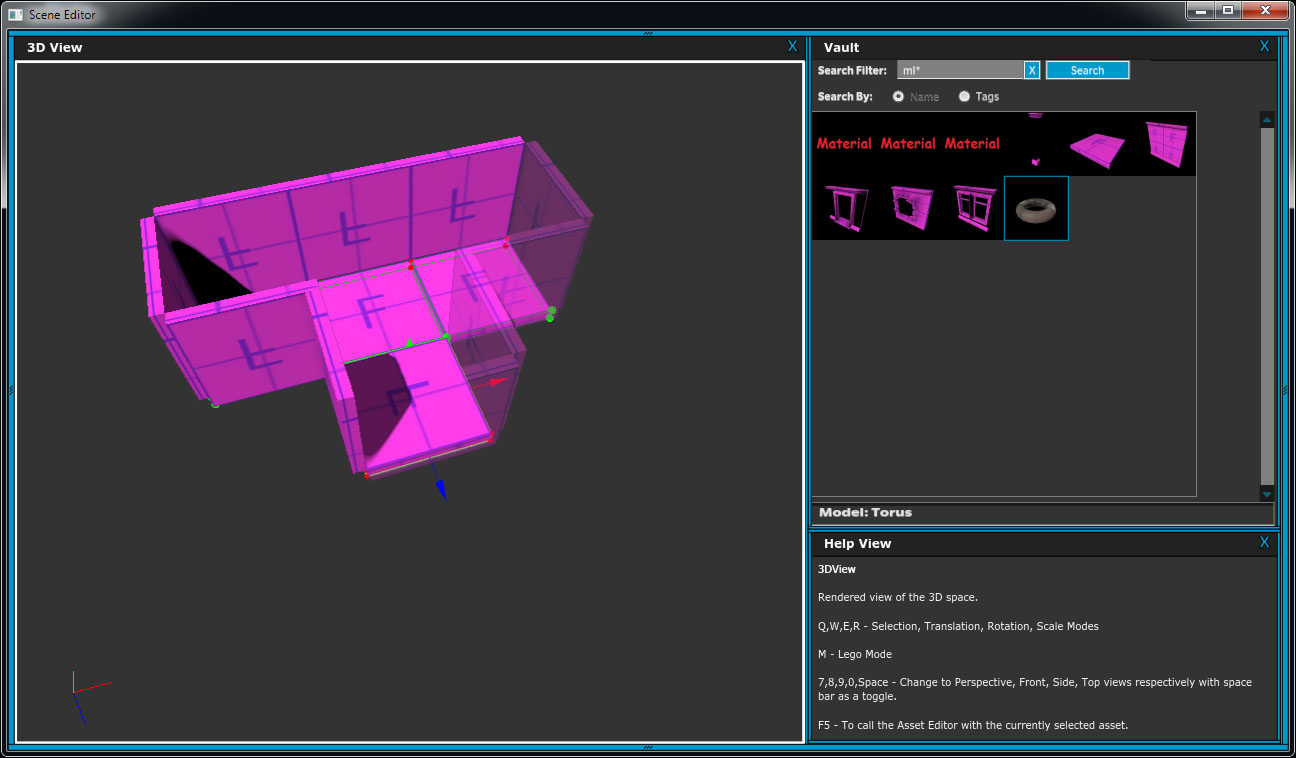 Scene Editor
3D View
X
Vault
X
Search Filter:
ml*
X
Search
Search By:
Name
Tags
Material Material Material
Model: Torus
Help View
X
3DView
Rendered view of the 3D space.
Q,W,E,R - Selection, Translation, Rotation, Scale Modes
M - Lego Mode
7,8,9,0,Space - Change to Perspective, Front, Side, Top views respectively with space
bar as a toggle.
F5 - To call the Asset Editor with the currently selected asset.